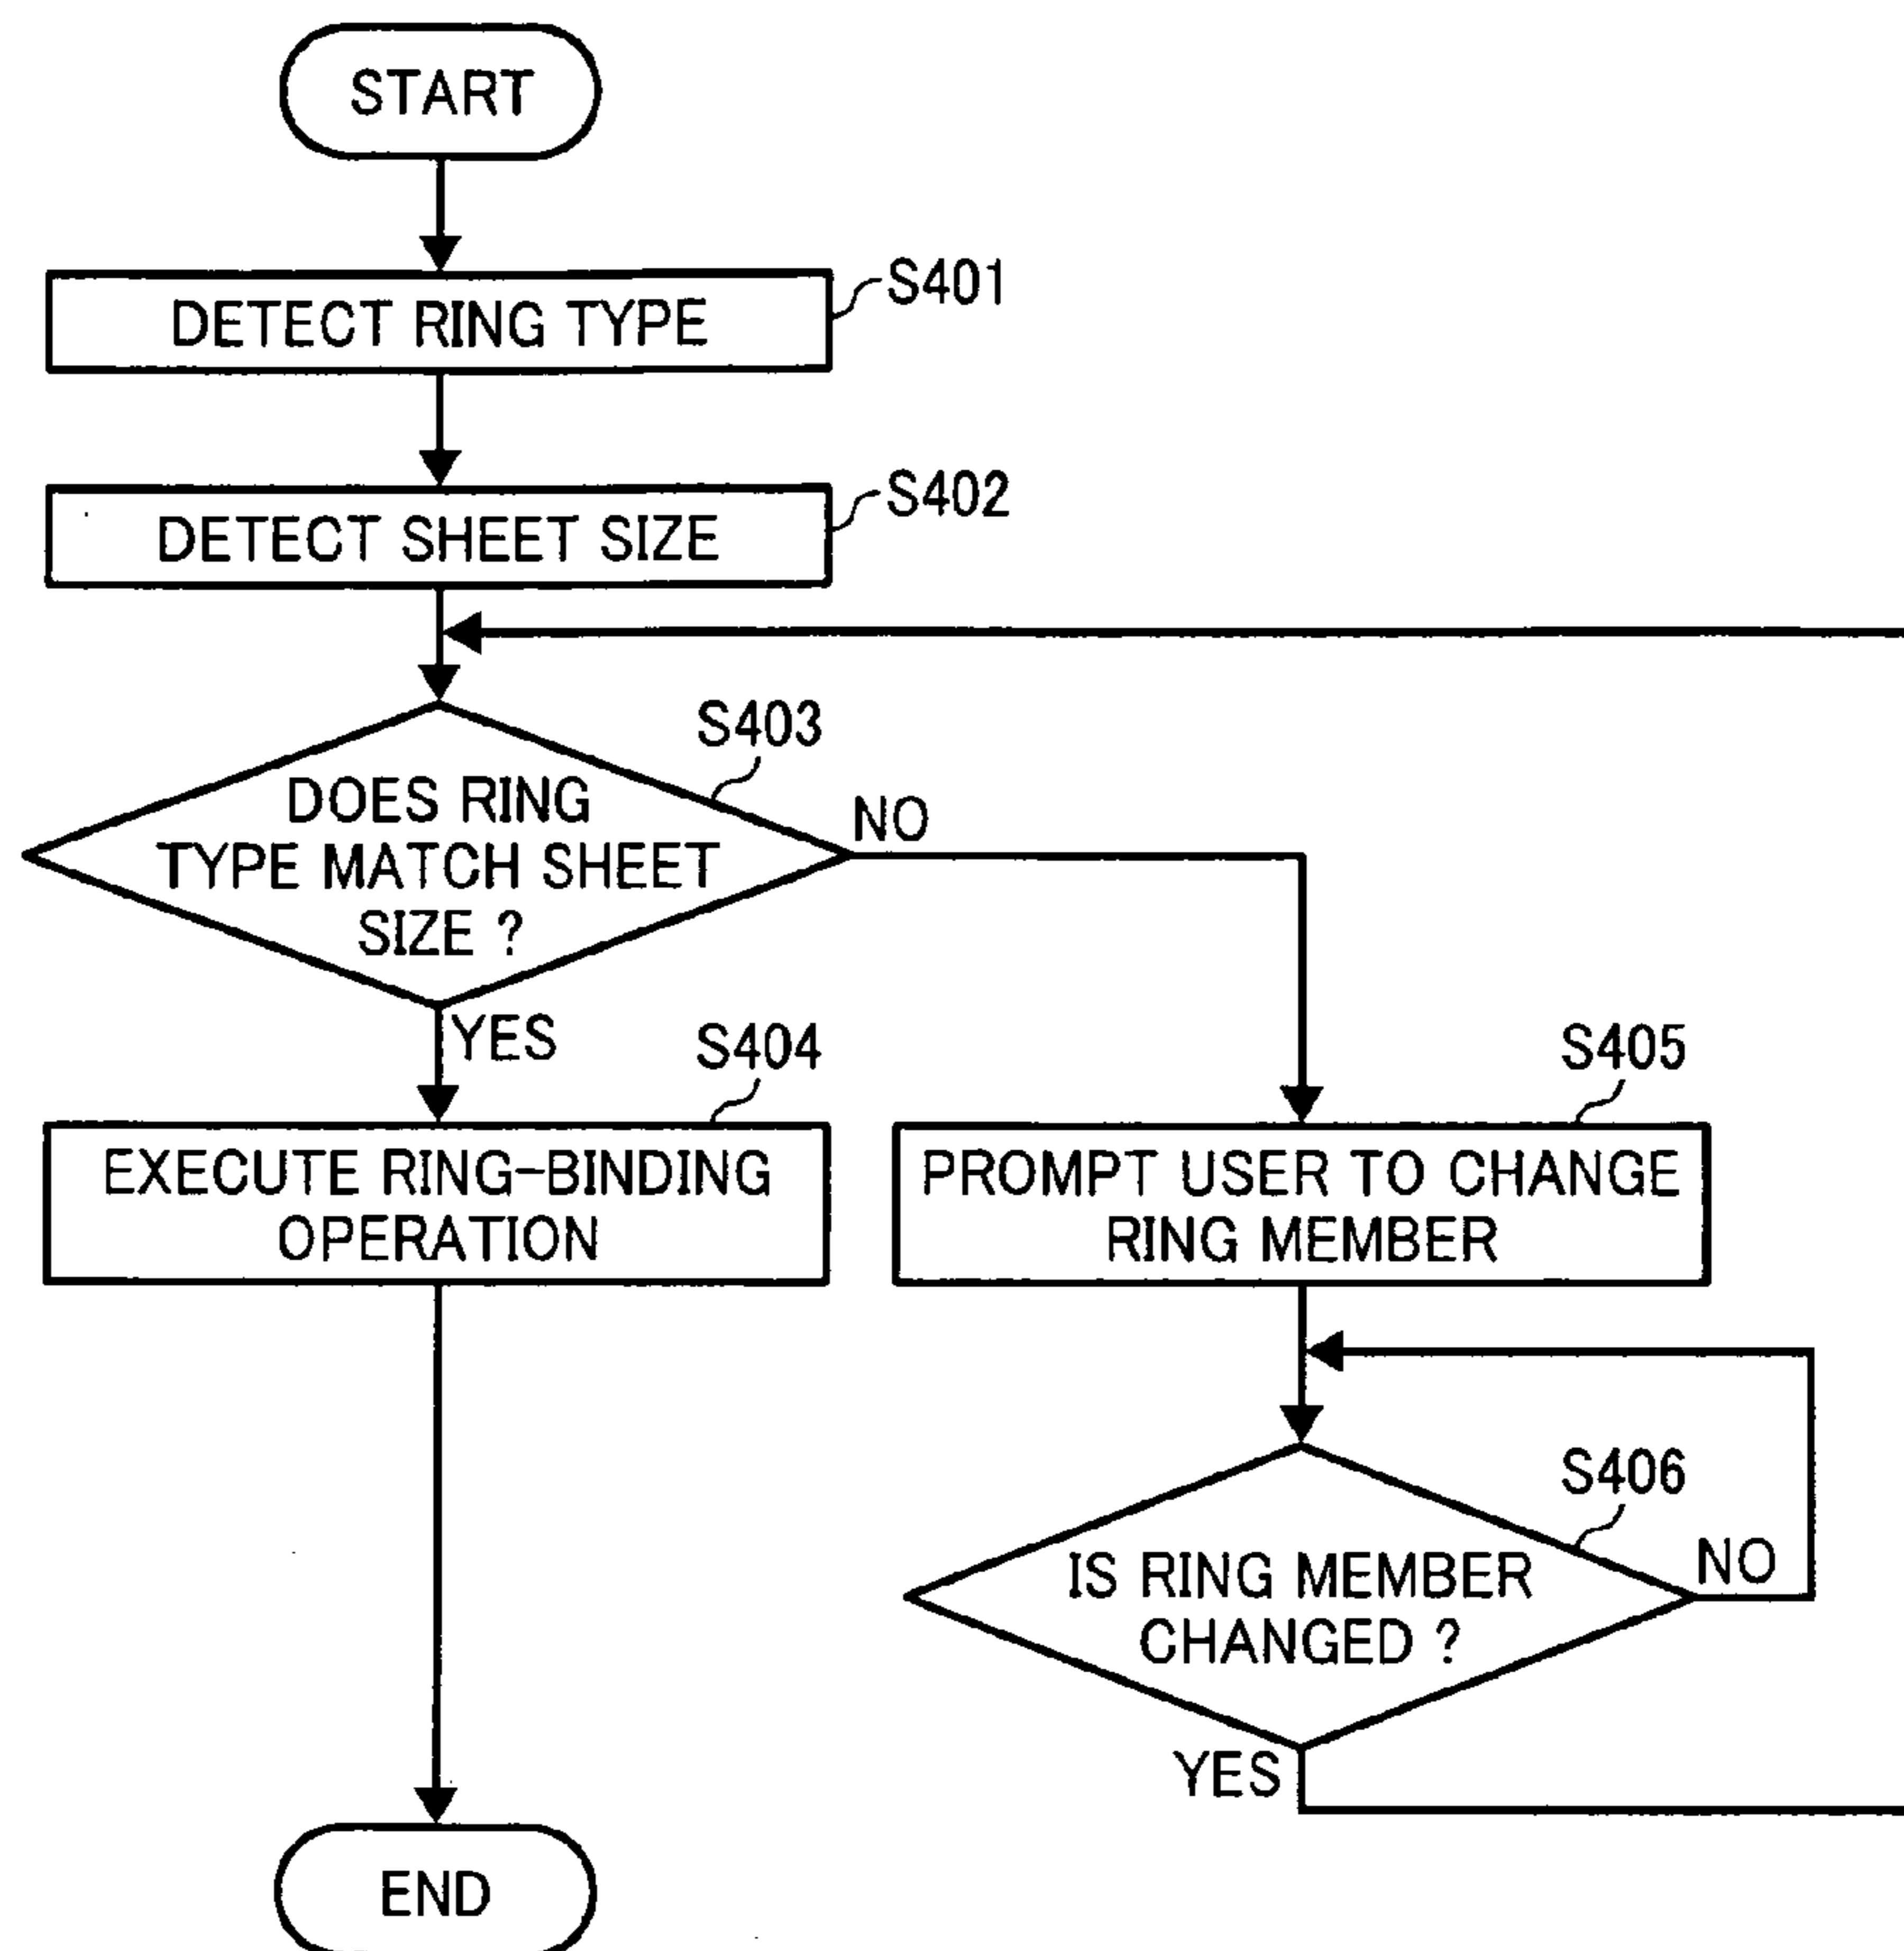 START
DETECT RING TYPE
S401
DETECT SHEET SIZE
S402
S403
DOES RING
TYPE MATCH SHEET
SIZE ?
NO
YES
S404
EXECUTE RING-BINDING
OPERATION
S405
PROMPT USER TO CHANGE
RING MEMBER
S406
IS RING MEMBER
CHANGED ?
NO
YES
END